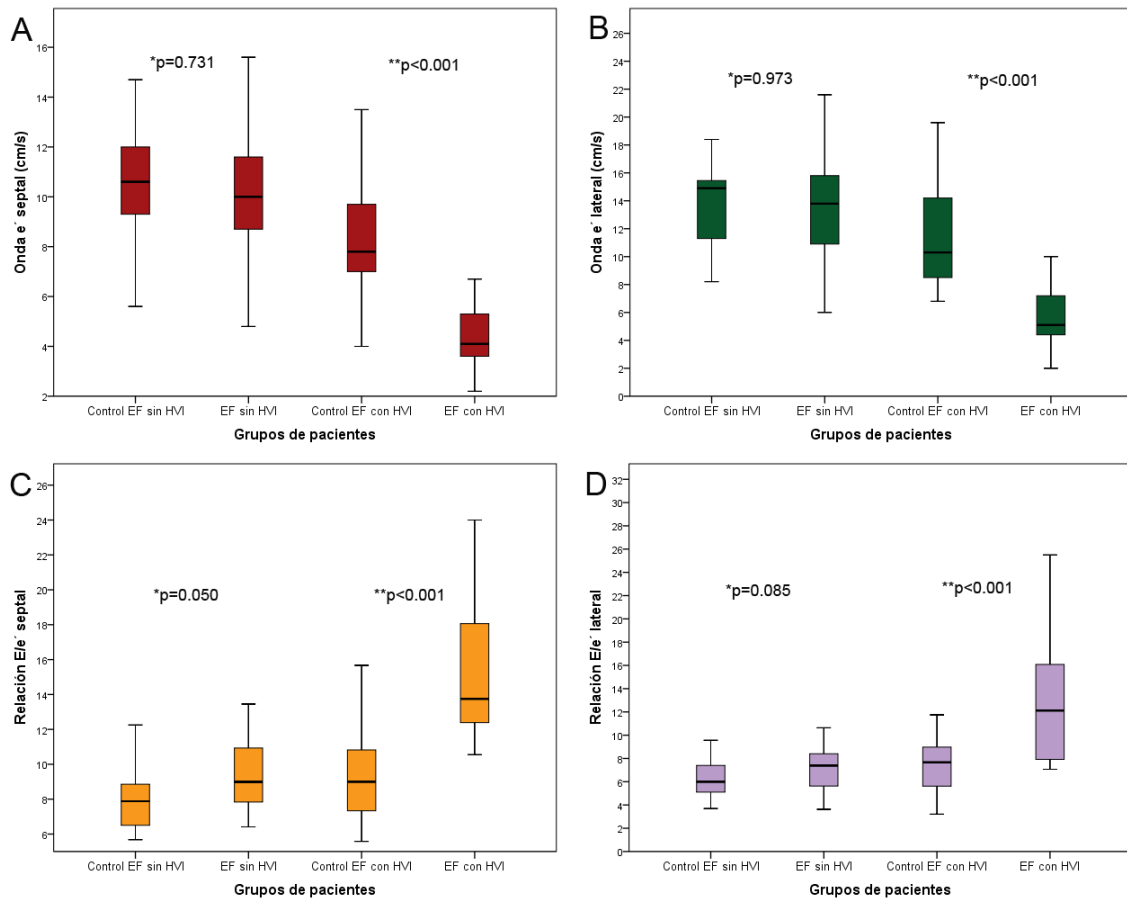 A
*p=0.731
**p<0.001
Onda e´ septal (cm/s)
16
14
12
10
8
6
4
2
Control EF sin HVI
EF sin HVI
Control EF con HVI
EF con HVI
Grupos de pacientes
B
*p=0.973
**p<0.001
Onda e´ lateral (cm/s)
26
24
22
20
18
16
14
12
10
8
6
4
2
0
Control EF sin HVI
EF sin HVI
Control EF con HVI
EF con HVI
Grupos de pacientes
C
*p=0.050
**p<0.001
Relación E/e´ septal
26
24
22
20
18
16
14
12
10
8
6
Control EF sin HVI
EF sin HVI
Control EF con HVI
EF con HVI
Grupos de pacientes
D
*p=0.085
**p<0.001
Relación E/e´ lateral
32
30
28
26
24
22
20
18
16
14
12
10
8
6
4
2
0
Control EF sin HVI
EF sin HVI
Control EF con HVI
EF con HVI
Grupos de pacientes